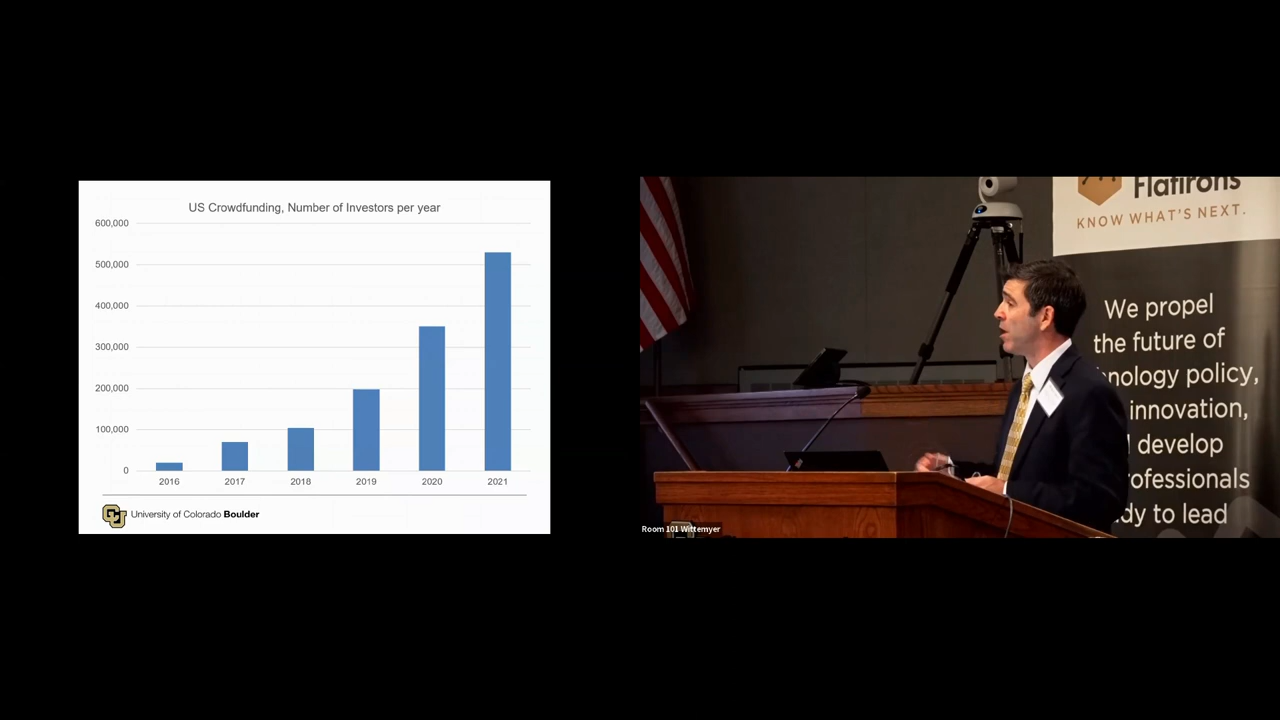 US Crowdfunding, Number of Investors per year
600,000
500,000
400,000
300,000
200,000
100,000
0
2016 2017 2018 2019 2020 2021
CU
University of Colorado Boulder
Flatirons
KNOW WHAT'S NEXT.
We propel
the future of
nology policy,
innovation,
develop
ofessionals
dy to lead
Room 101 Wittemyer